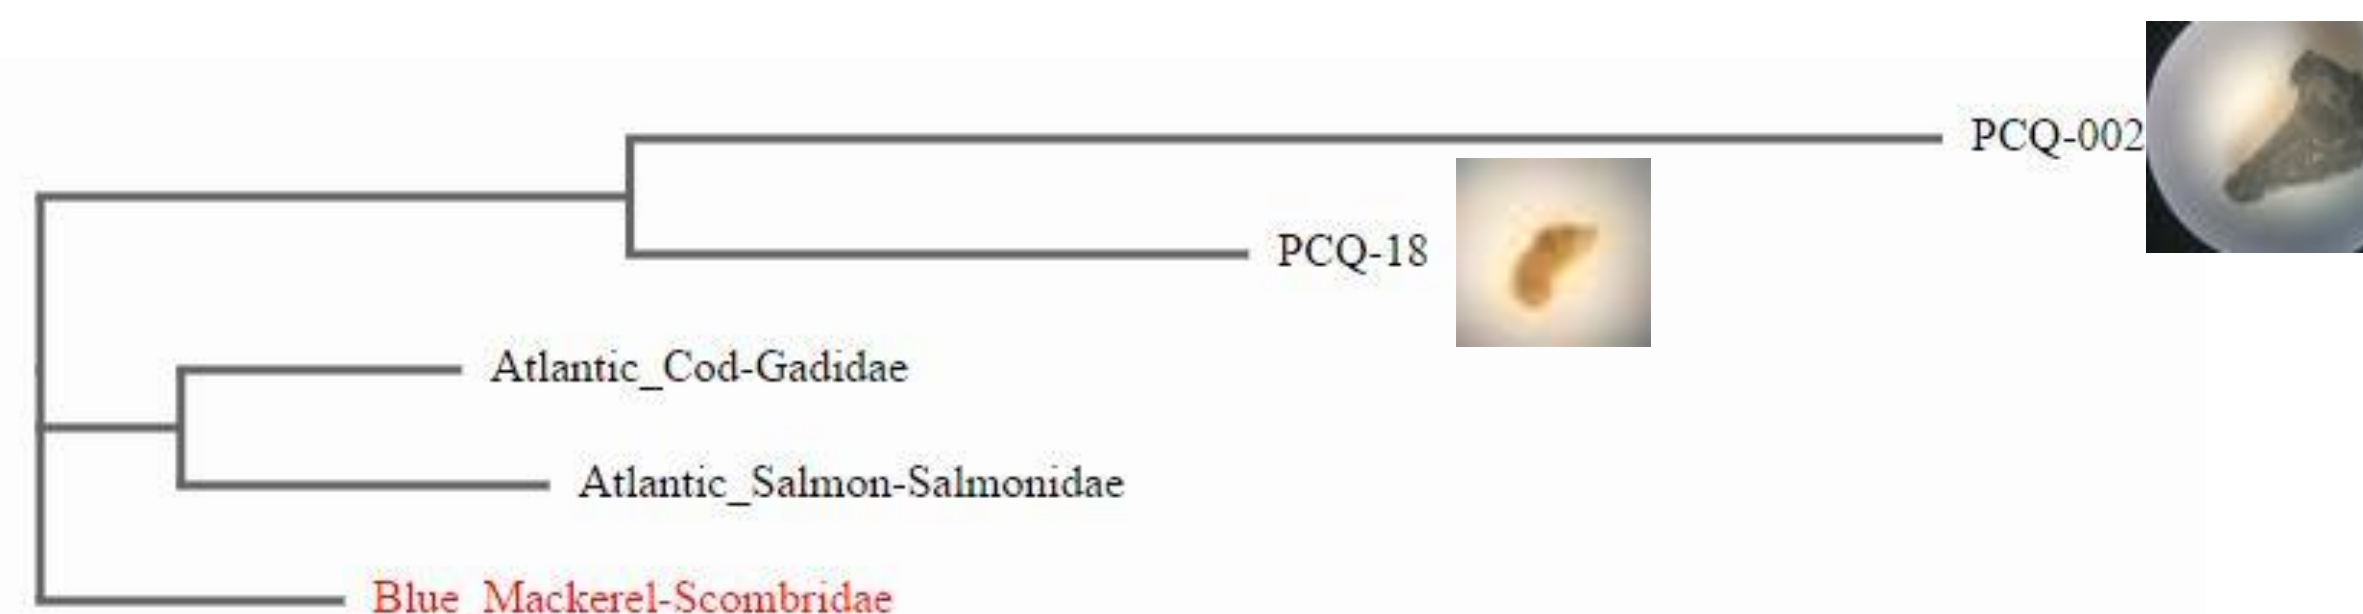 PCQ-002
PCQ-18
Atlantic_Cod-Gadidae
Atlantic_Salmon-Salmonidae
Blue_Mackerel-Scombridae